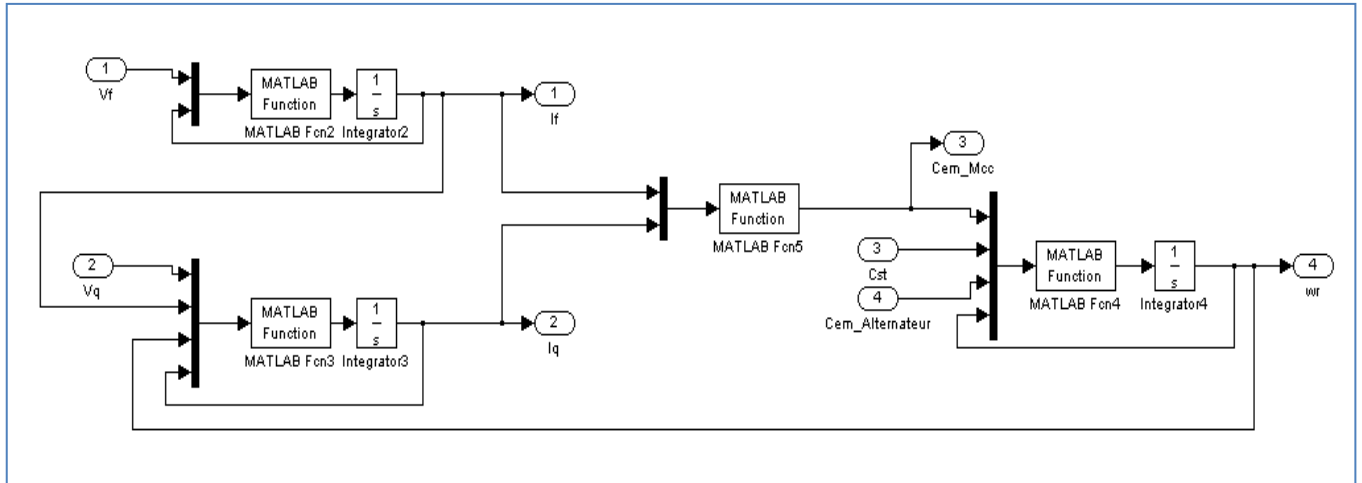 1
Vf
MATLAB
Function
MATLAB Fcn2
1
s
Integrator2
1
If
2
Vq
MATLAB
Function
MATLAB Fcn3
1
s
Integrator3
2
Iq
MATLAB
Function
MATLAB Fcn5
3
Cem_Mcc
3
Cst
4
Cem_Alternateur
MATLAB
Function
MATLAB Fcn4
1
s
Integrator4
4
wr